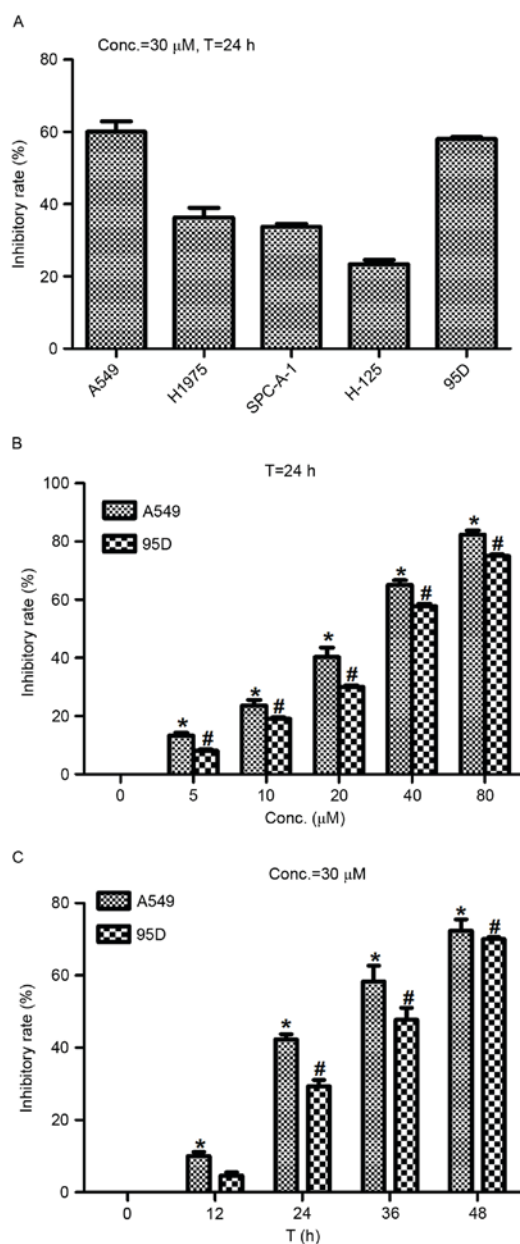 A
Conc.=30 μM, T=24 h
80
60
40
20
0
Inhibitory rate (%)
A549
H1975
SPC-A-1
H-125
95D
B
T=24 h
100
80
60
40
20
0
Inhibitory rate (%)
A549
95D
* # * # * # * # * #
0 5 10 20 40 80
Conc. (μM)
C
Conc.=30 μM
80
60
40
20
0
Inhibitory rate (%)
A549
95D
* * # * # * #
0 12 24 36 48
T (h)